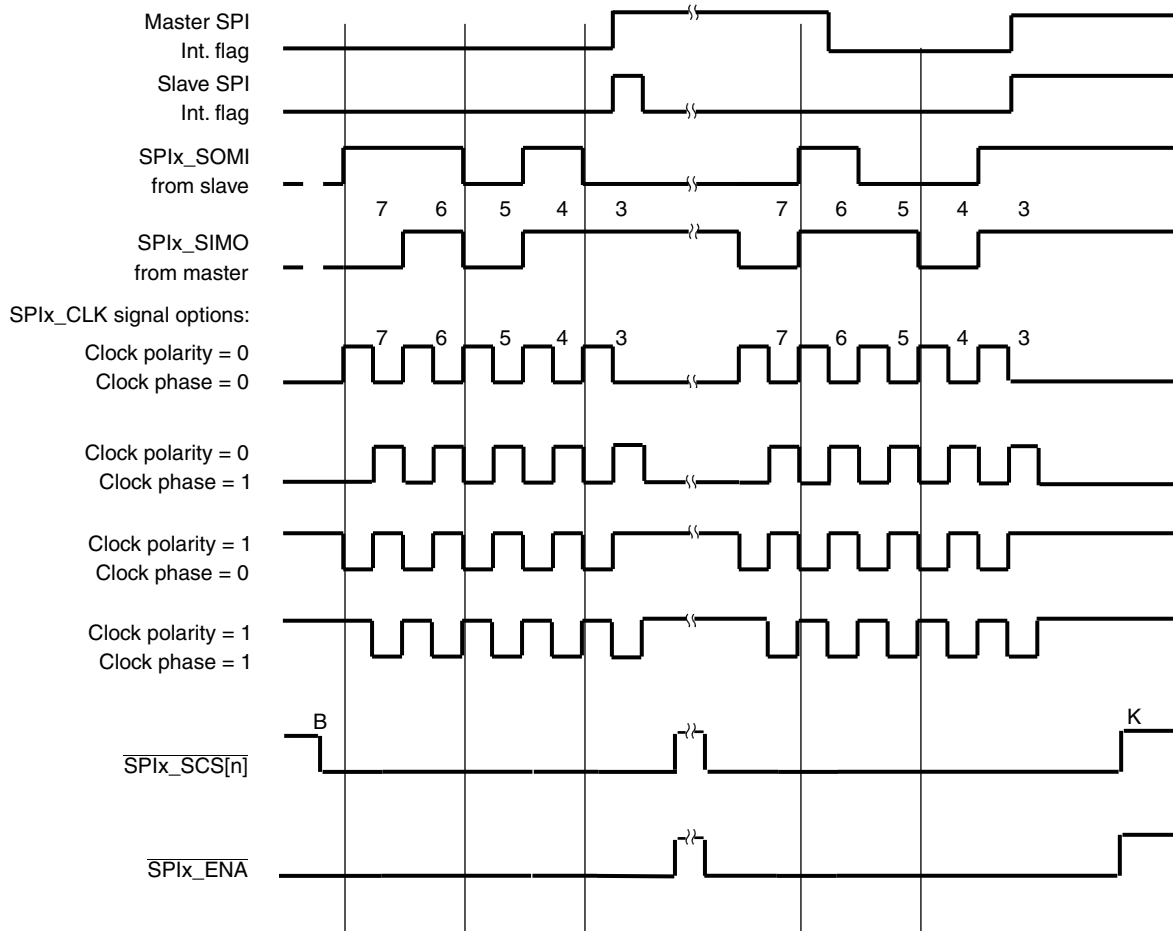 Master SPI
Int. flag
Slave SPI
Int. flag
SPIx_SOMI
from slave
7 6 5 4 3 7 6 5 4 3
SPIx_SIMO
from master
SPIx_CLK signal options:
7 6 5 4 3 7 6 5 4 3
Clock polarity = 0
Clock phase = 0
Clock polarity = 0
Clock phase = 1
Clock polarity = 1
Clock phase = 0
Clock polarity = 1
Clock phase = 1
B K
SPIx_SCS[n]
SPIx_ENA